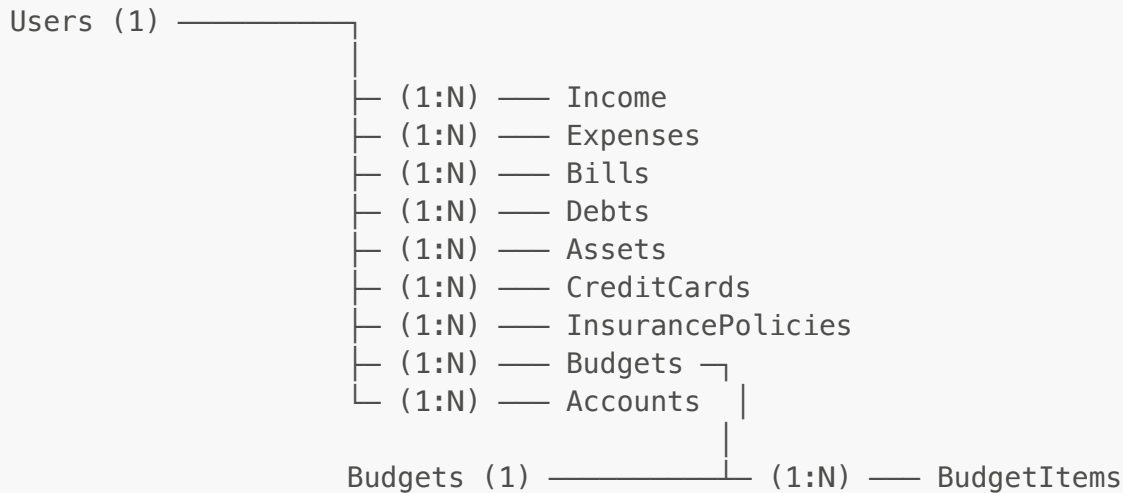 Users (1) ──────────┐
│
├─ (1:N) ── Income
├─ (1:N) ── Expenses
├─ (1:N) ── Bills
├─ (1:N) ── Debts
├─ (1:N) ── Assets
├─ (1:N) ── CreditCards
├─ (1:N) ── InsurancePolicies
├─ (1:N) ── Budgets ─┐
└─ (1:N) ── Accounts │
│
Budgets (1) ──────────┴─ (1:N) ── BudgetItems